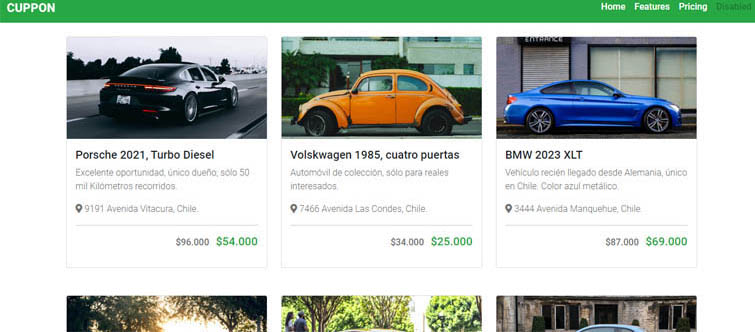 CUPPON
Home Features Pricing Disabled
ENTRANCE
Porsche 2021, Turbo Diesel
Excelente oportunidad, único dueño, sólo 50
mil Kilómetros recorridos.
9191 Avenida Vitacura, Chile.
$96.000 $54.000
Volskwagen 1985, cuatro puertas
Automóvil de colección, sólo para reales
interesados.
7466 Avenida Las Condes, Chile.
$34.000 $25.000
BMW 2023 XLT
Vehículo recién llegado desde Alemania, único
en Chile. Color azul metálico.
3444 Avenida Manquehue, Chile.
$87.000 $69.000